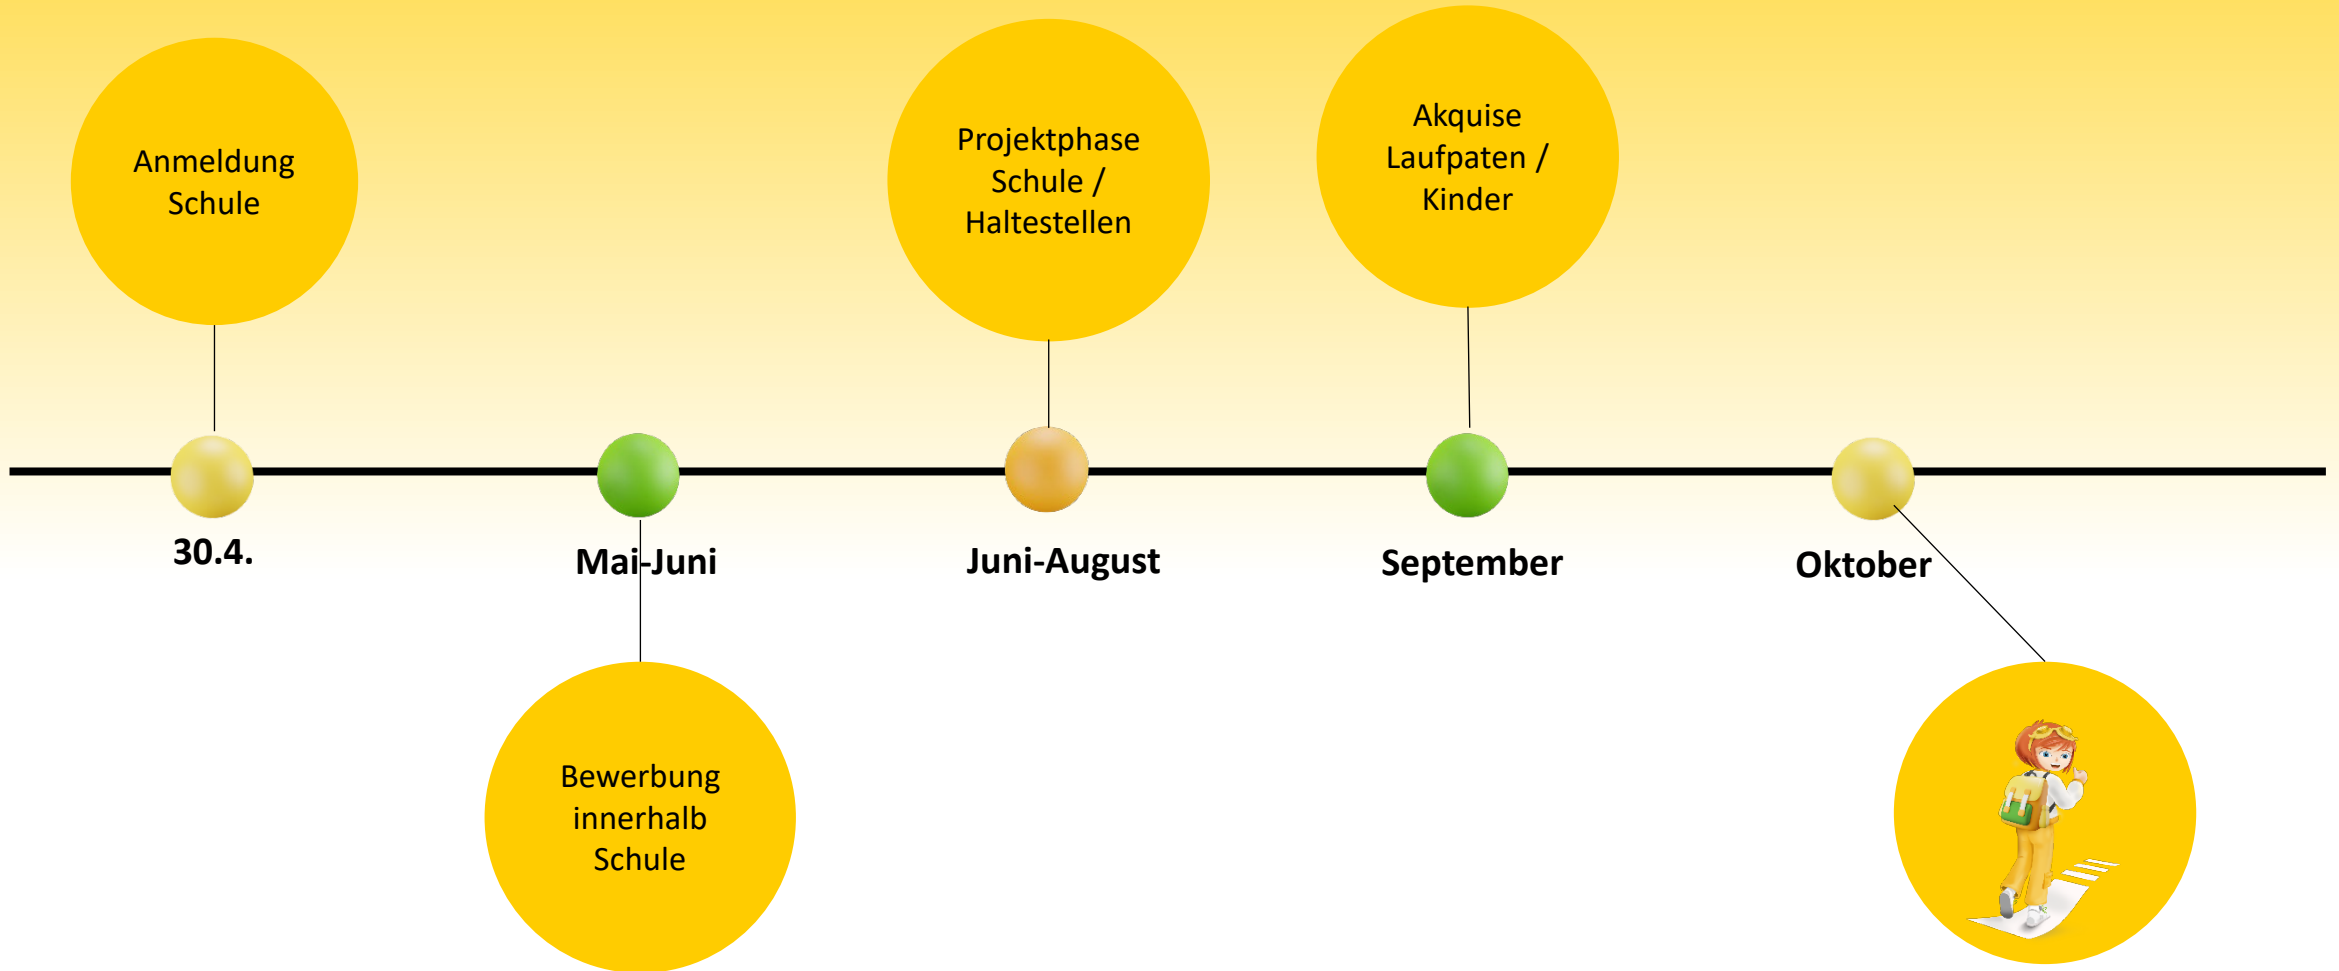 Anmeldung
Schule
Projektphase
Schule /
Haltestellen
Akquise
Laufpaten /
Kinder
30.4.
Mai-Juni
Juni-August
September
Oktober
Bewerbung
innerhalb
Schule